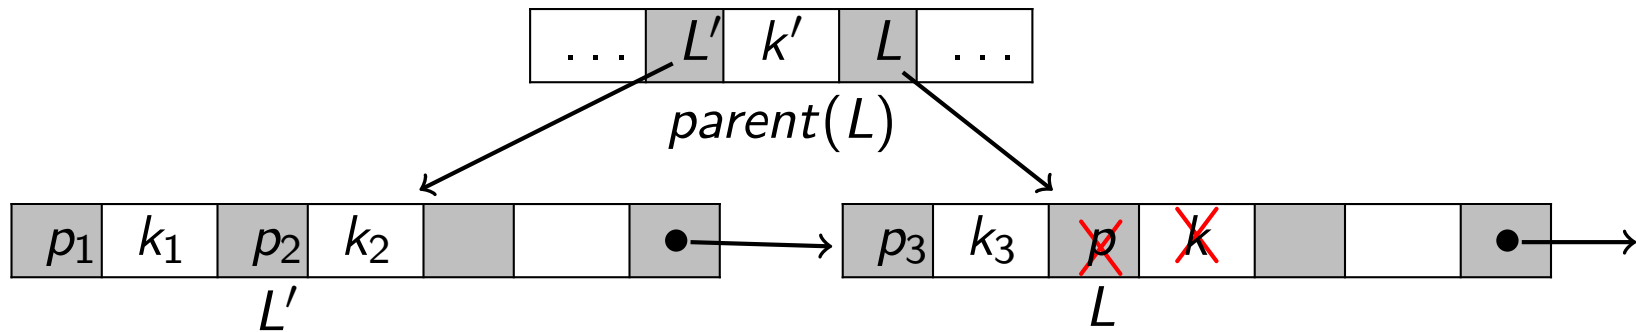 ... L′ k′ L ...
parent(L)
p₁ k₁ p₂ k₂ p₃ k₃ p k
L′ L